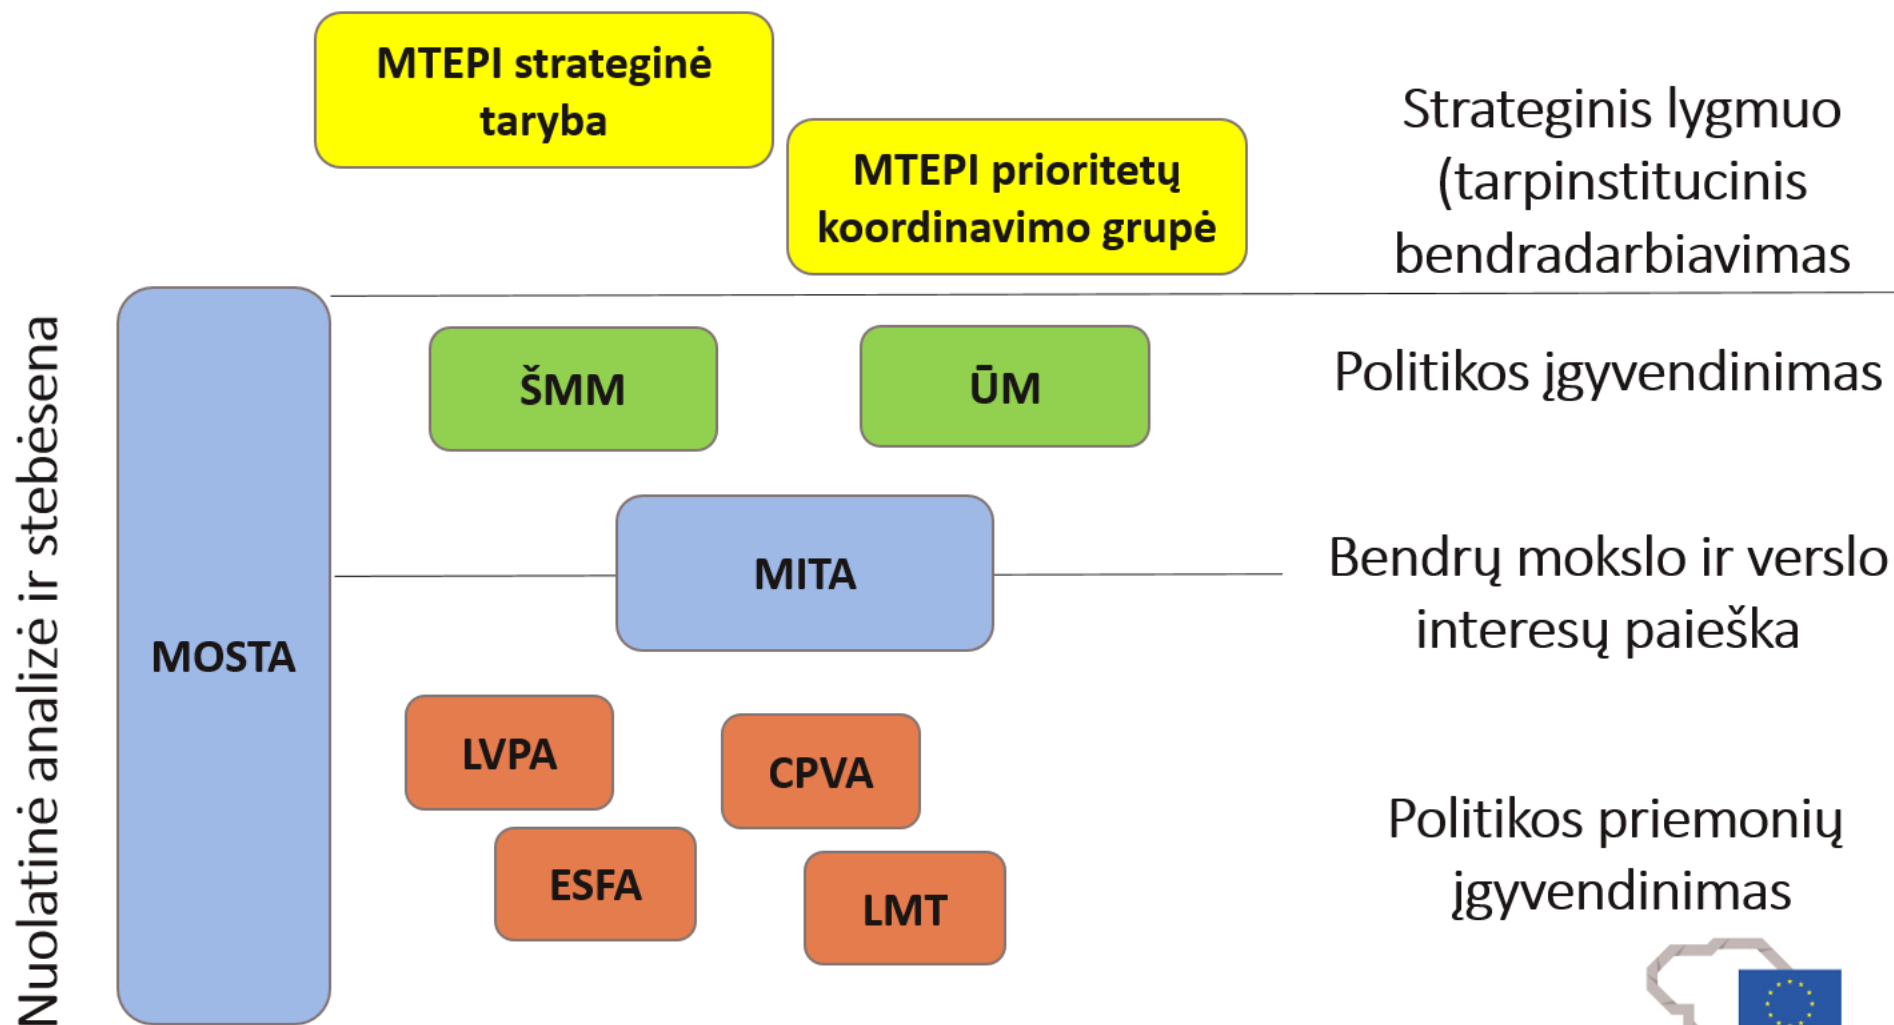 MTEPI strateginė
taryba
MTEPI prioritetų
koordinavimo grupė
Strateginis lygmuo
(tarpinstitucinis
bendradarbiavimas
Nuolatinė analizė ir stebėsena
MOSTA
ŠMM
ŪM
Politikos įgyvendinimas
MITA
Bendrų mokslo ir verslo
interesų paieška
LVPA
CPVA
ESFA
LMT
Politikos priemonių
įgyvendinimas